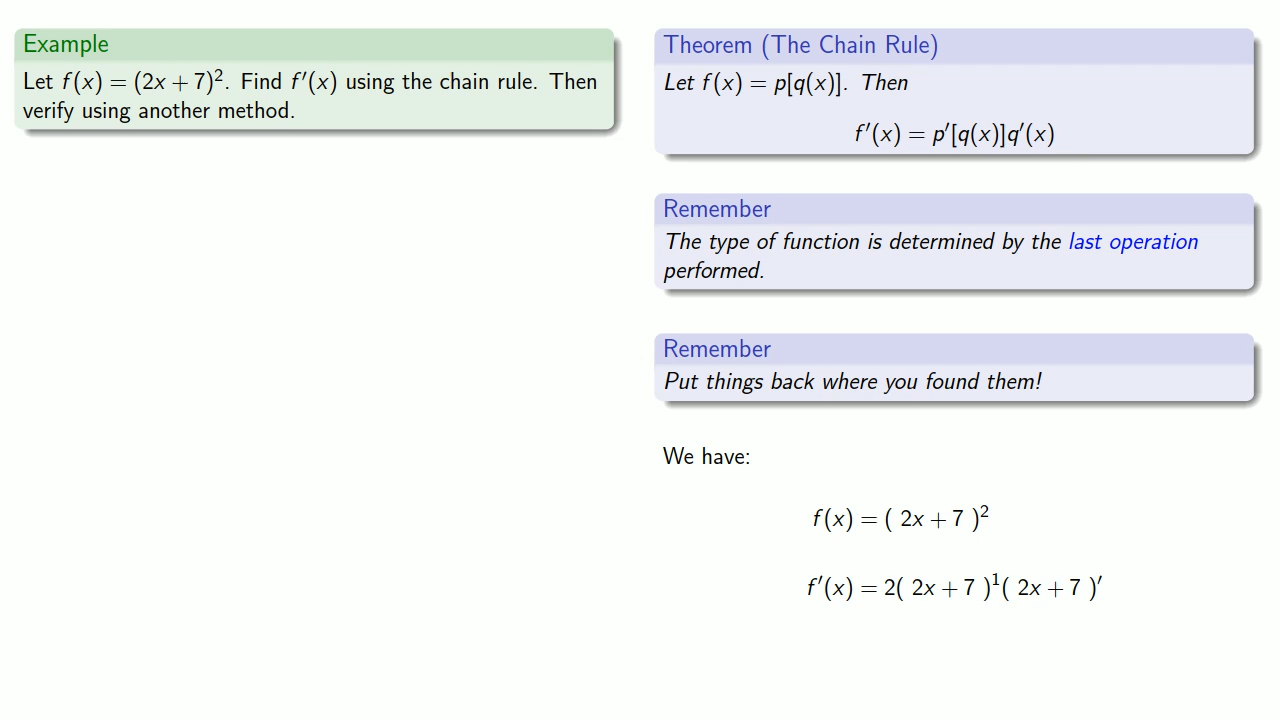 Example
Let f(x) = (2x + 7)². Find f′(x) using the chain rule. Then
verify using another method.
Theorem (The Chain Rule)
Let f(x) = p[q(x)]. Then
f′(x) = p′[q(x)]q′(x)
Remember
The type of function is determined by the last operation
performed.
Remember
Put things back where you found them!
We have:
f(x) = ( 2x + 7 )²
f′(x) = 2( 2x + 7 )¹( 2x + 7 )′